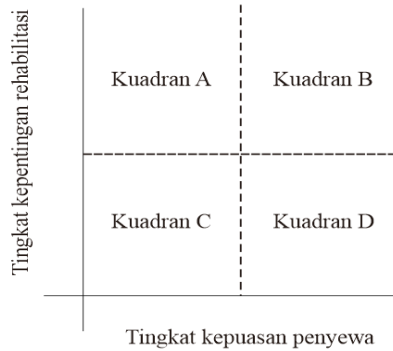 Tingkat kepentingan rehabilitasi
Kuadran A
Kuadran B
Kuadran C
Kuadran D
Tingkat kepuasan penyewa